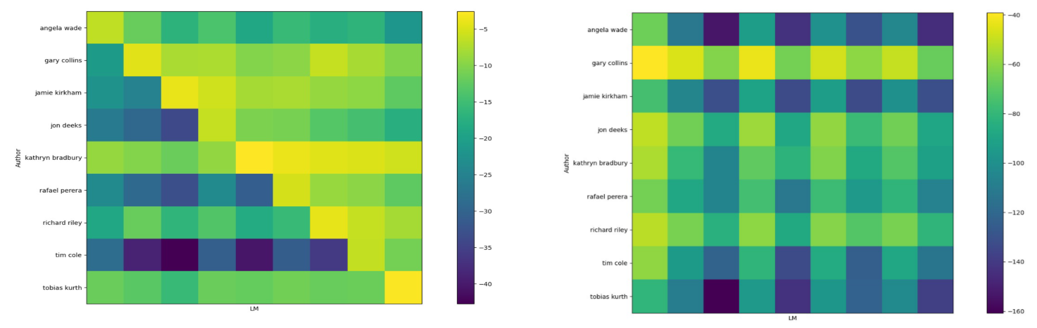 angela wade
gary collins
jamie kirkham
jon deeks
kathryn bradbury
rafael perera
richard riley
tim cole
tobias kurth
Author
LM
−5
−10
−15
−20
−25
−30
−35
−40
angela wade
gary collins
jamie kirkham
jon deeks
kathryn bradbury
rafael perera
richard riley
tim cole
tobias kurth
Author
LM
−40
−60
−80
−100
−120
−140
−160